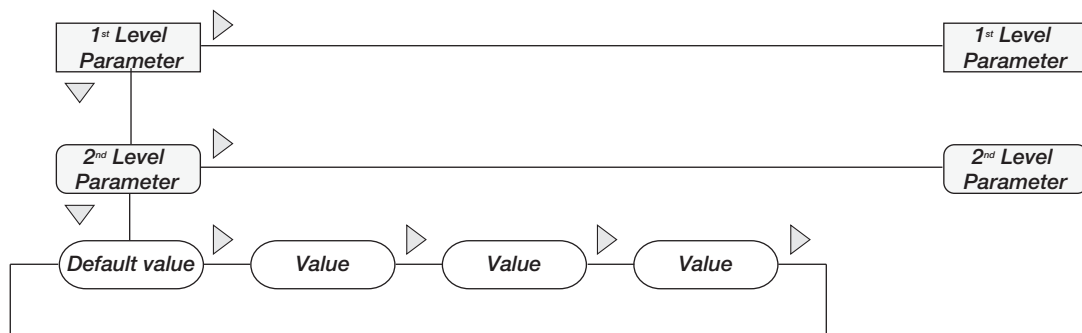 1st Level
Parameter
1st Level
Parameter
2nd Level
Parameter
2nd Level
Parameter
Default value
Value
Value
Value